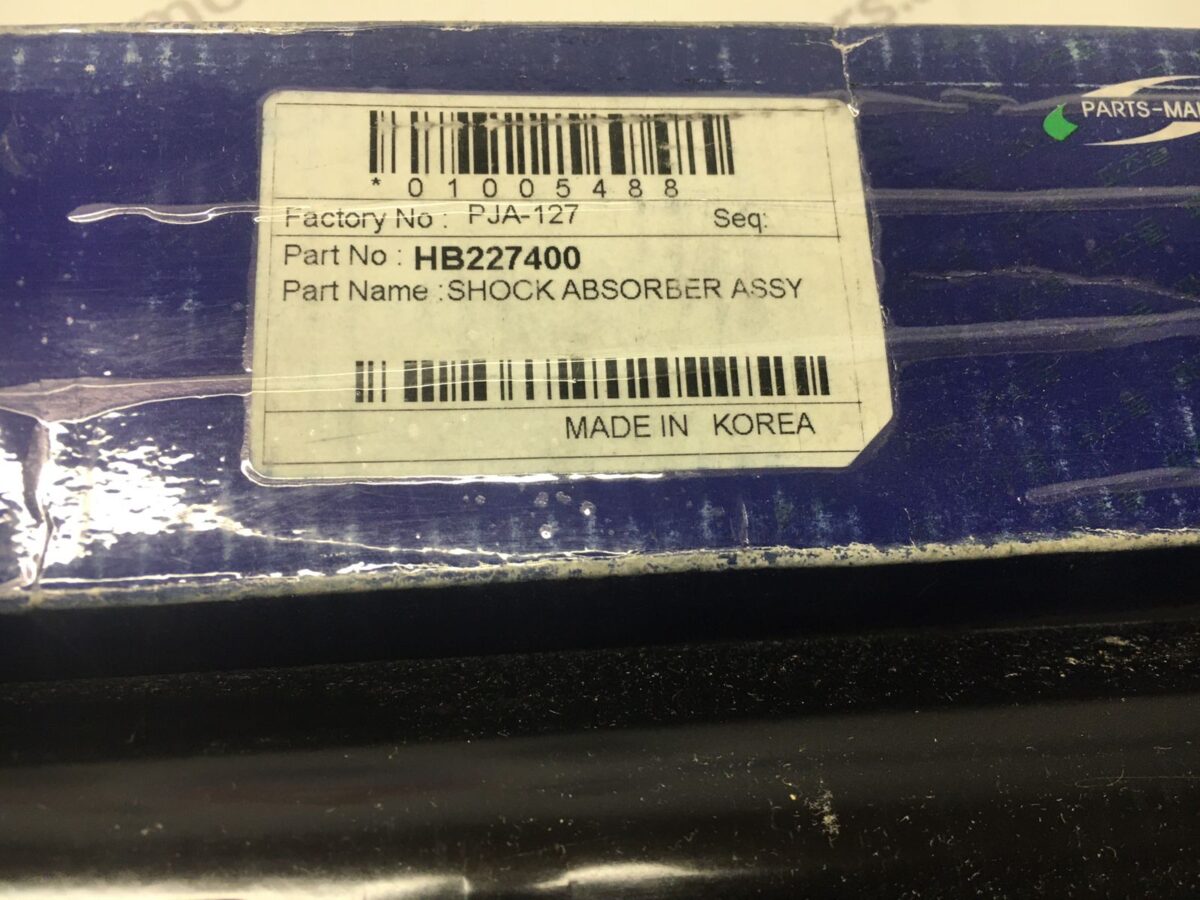 PARTS-MA
*01005488
Factory No : PJA-127 Seq:
Part No : HB227400
Part Name :SHOCK ABSORBER ASSY
MADE IN KOREA